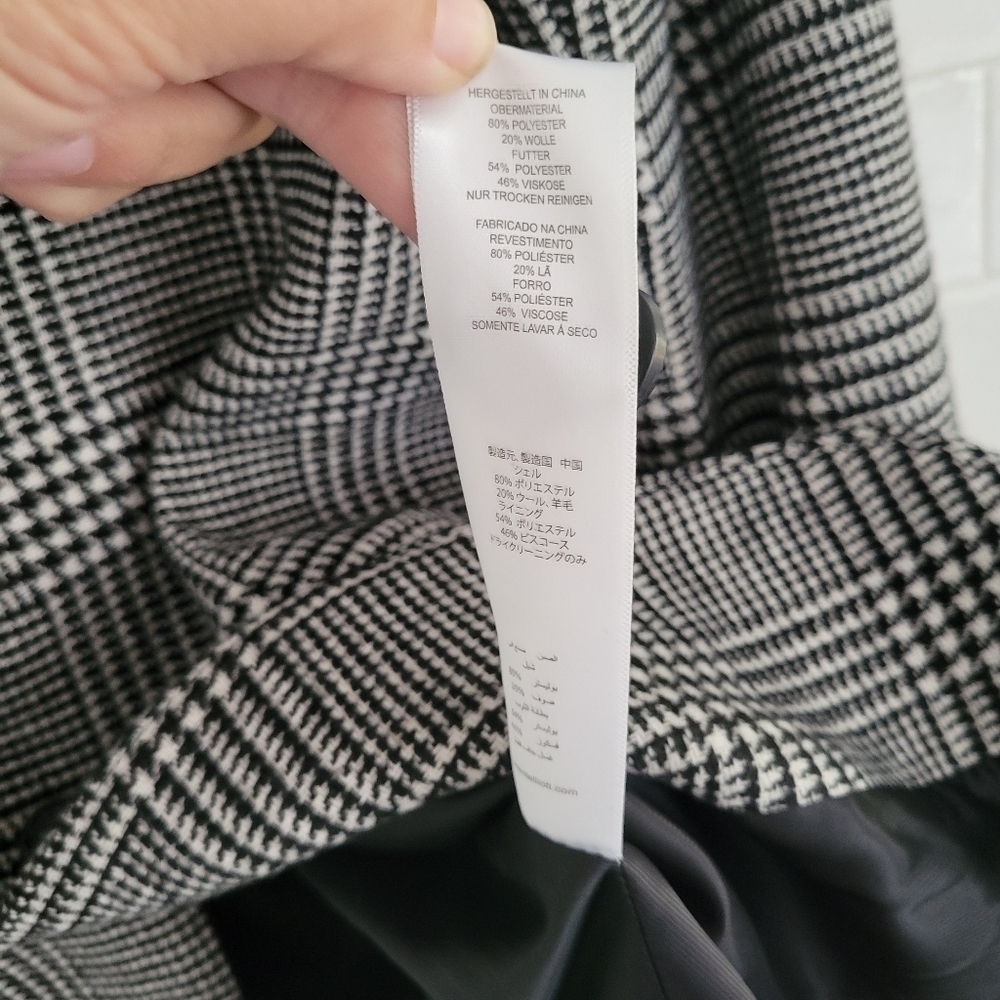 HERGESTELLT IN CHINA
OBERMATERIAL
80% POLYESTER
20% WOLLE
FUTTER
54% POLYESTER
46% VISKOSE
NUR TROCKEN REINIGEN
FABRICADO NA CHINA
REVESTIMENTO
80% POLIÉSTER
20% LÃ
FORRO
54% POLIÉSTER
46% VISCOSE
SOMENTE LAVAR Á SECO
製造元、製造国 中国
シェル
80% ポリエステル
20% ウール、羊毛
ライニング
54% ポリエステル
46% ビスコース
ドライクリーニングのみ